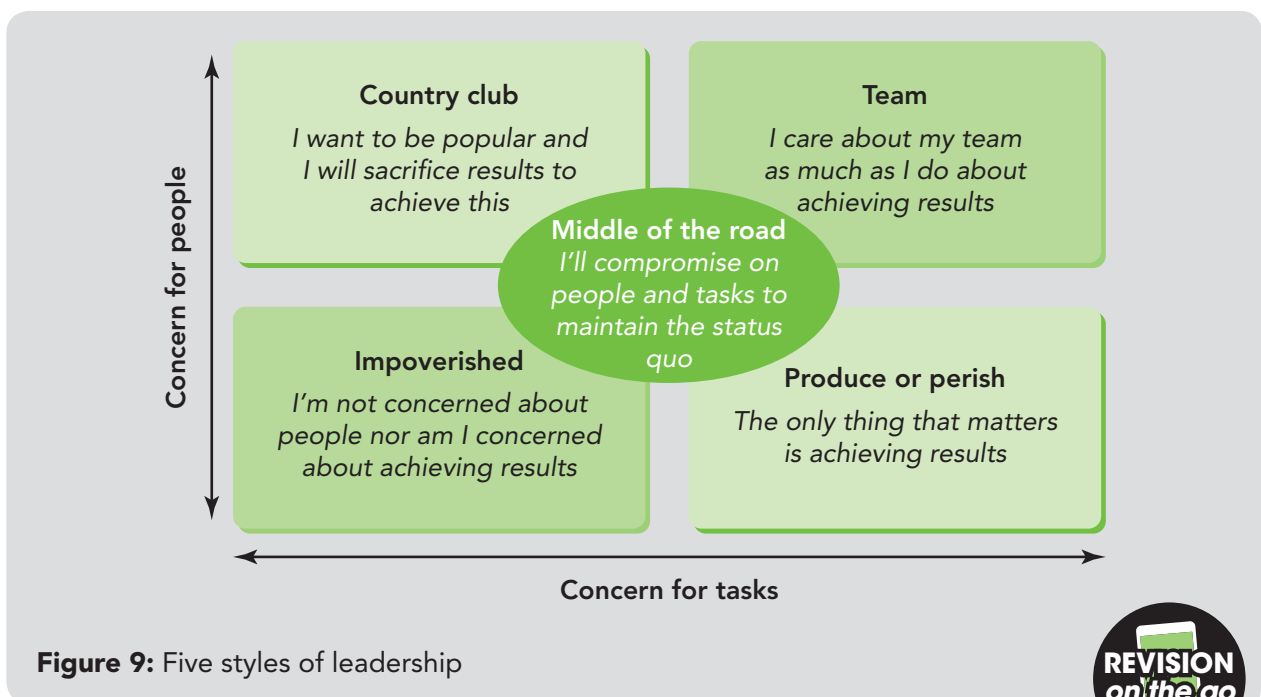 Country club
I want to be popular and
I will sacrifice results to
achieve this
Team
I care about my team
as much as I do about
achieving results
Concern for people
Middle of the road
I'll compromise on
people and tasks to
maintain the status
quo
Impoverished
I'm not concerned about
people nor am I concerned
about achieving results
Produce or perish
The only thing that matters
is achieving results
Concern for tasks
Figure 9: Five styles of leadership
REVISION
on the go